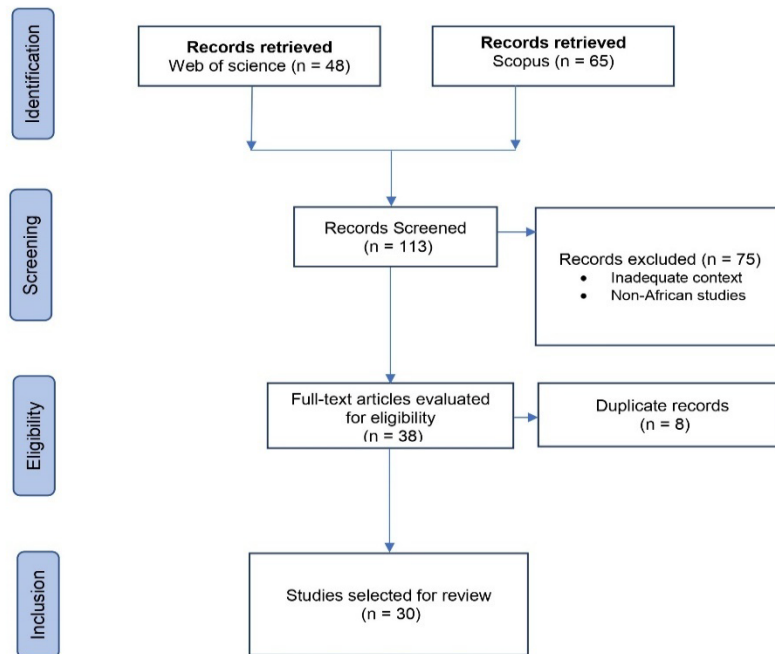 Identification
Records retrieved
Web of science (n = 48)
Records retrieved
Scopus (n = 65)
Screening
Records Screened
(n = 113)
Records excluded (n = 75)
• Inadequate context
• Non-African studies
Eligibility
Full-text articles evaluated
for eligibility
(n = 38)
Duplicate records
(n = 8)
Inclusion
Studies selected for review
(n = 30)